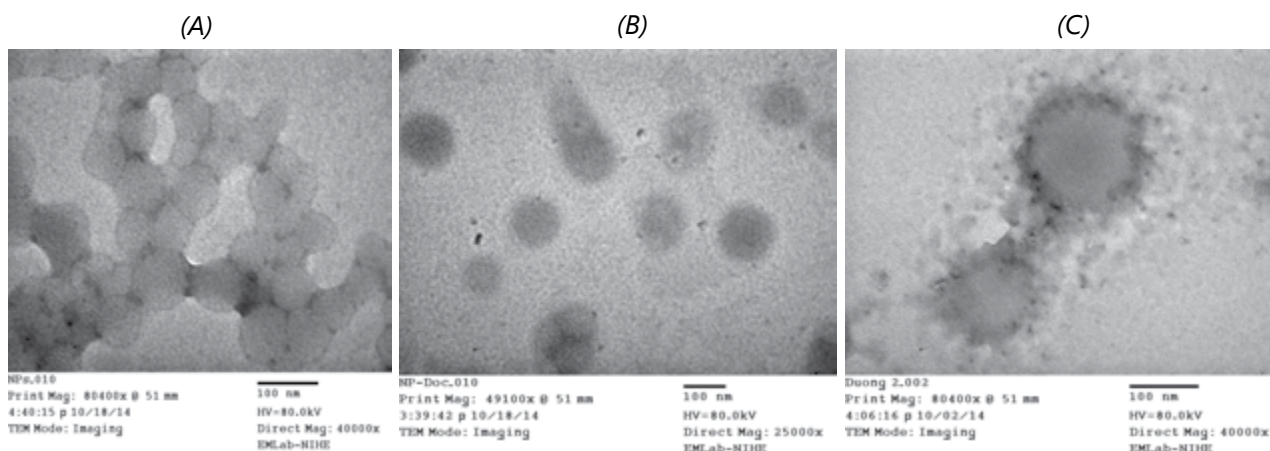 (A)
(B)
(C)
NPs.010
Print Mag: 80400x @ 51 mm
4:40:15 p 10/18/14
TEM Mode: Imaging
100 nm
HV=80.0kV
Direct Mag: 40000x
EMLab-NIHE
NP-Doc.010
Print Mag: 49100x @ 51 mm
3:39:42 p 10/18/14
TEM Mode: Imaging
100 nm
HV=80.0kV
Direct Mag: 25000x
EMLab-NIHE
Duong 2.002
Print Mag: 80400x @ 51 mm
4:06:16 p 10/02/14
TEM Mode: Imaging
100 nm
HV=80.0kV
Direct Mag: 40000x
EMLab-NIHE